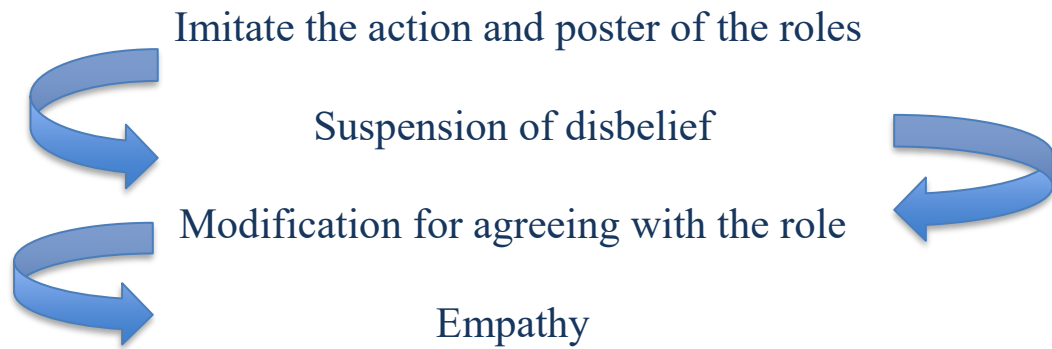 Imitate the action and poster of the roles
Suspension of disbelief
Modification for agreeing with the role
Empathy